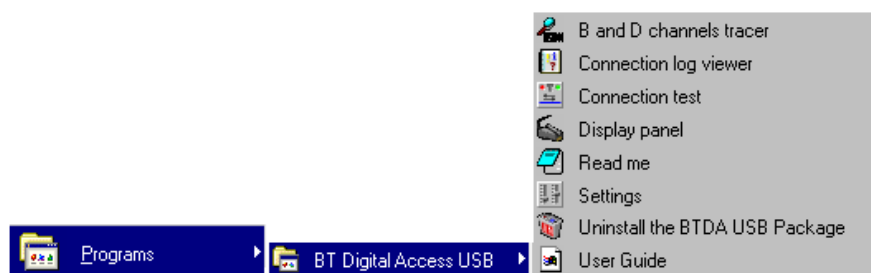 B and D channels tracer
Connection log viewer
Connection test
Display panel
Read me
Settings
Uninstall the BTDA USB Package
Programs
BT Digital Access USB
User Guide